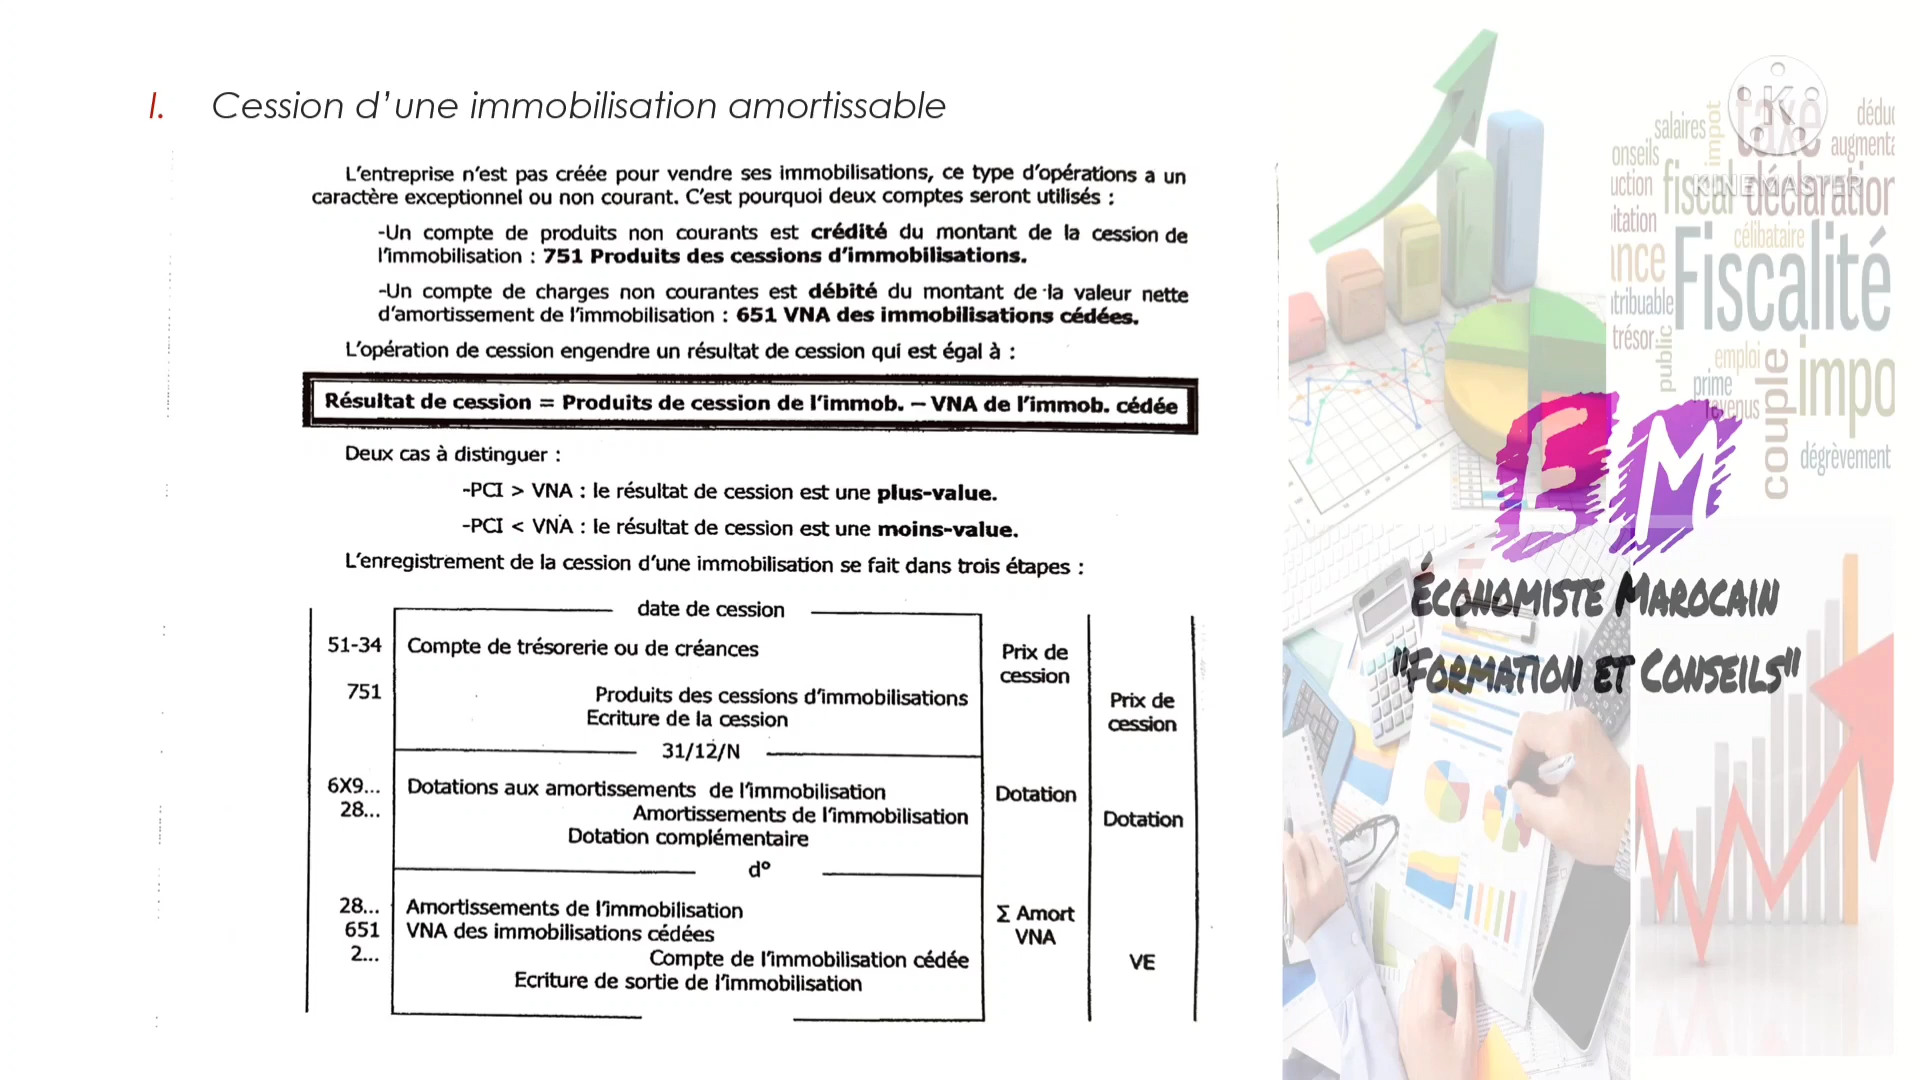 I. Cession d'une immobilisation amortissable
L'entreprise n'est pas créée pour vendre ses immobilisations, ce type d'opérations a un
caractère exceptionnel ou non courant. C'est pourquoi deux comptes seront utilisés :
-Un compte de produits non courants est crédité du montant de la cession de
l'immobilisation : 751 Produits des cessions d'immobilisations.
-Un compte de charges non courantes est débité du montant de la valeur nette
d'amortissement de l'immobilisation : 651 VNA des immobilisations cédées.
L'opération de cession engendre un résultat de cession qui est égal à :
Résultat de cession = Produits de cession de l'immob. – VNA de l'immob. cédée
Deux cas à distinguer :
-PCI > VNA : le résultat de cession est une plus-value.
-PCI < VNA : le résultat de cession est une moins-value.
L'enregistrement de la cession d'une immobilisation se fait dans trois étapes :
date de cession
51-34 Compte de trésorerie ou de créances Prix de
cession
751 Produits des cessions d'immobilisations Prix de
Ecriture de la cession cession
31/12/N
6X9... Dotations aux amortissements de l'immobilisation Dotation
28... Amortissements de l'immobilisation Dotation
Dotation complémentaire
d°
28... Amortissements de l'immobilisation Σ Amort
651 VNA des immobilisations cédées VNA
2... Compte de l'immobilisation cédée VE
Ecriture de sortie de l'immobilisation
K
KINEMASTER
salaires
impot
taxe
déduc
onseils
augmenta
uction
fiscal
déclaration
itation
célibataire
ance
Fiscalité
ntribuable
trésor
public
emploi
prime
revenus
couple
impo
dégrèvement
EM
Économiste Marocain
"Formation et Conseils"